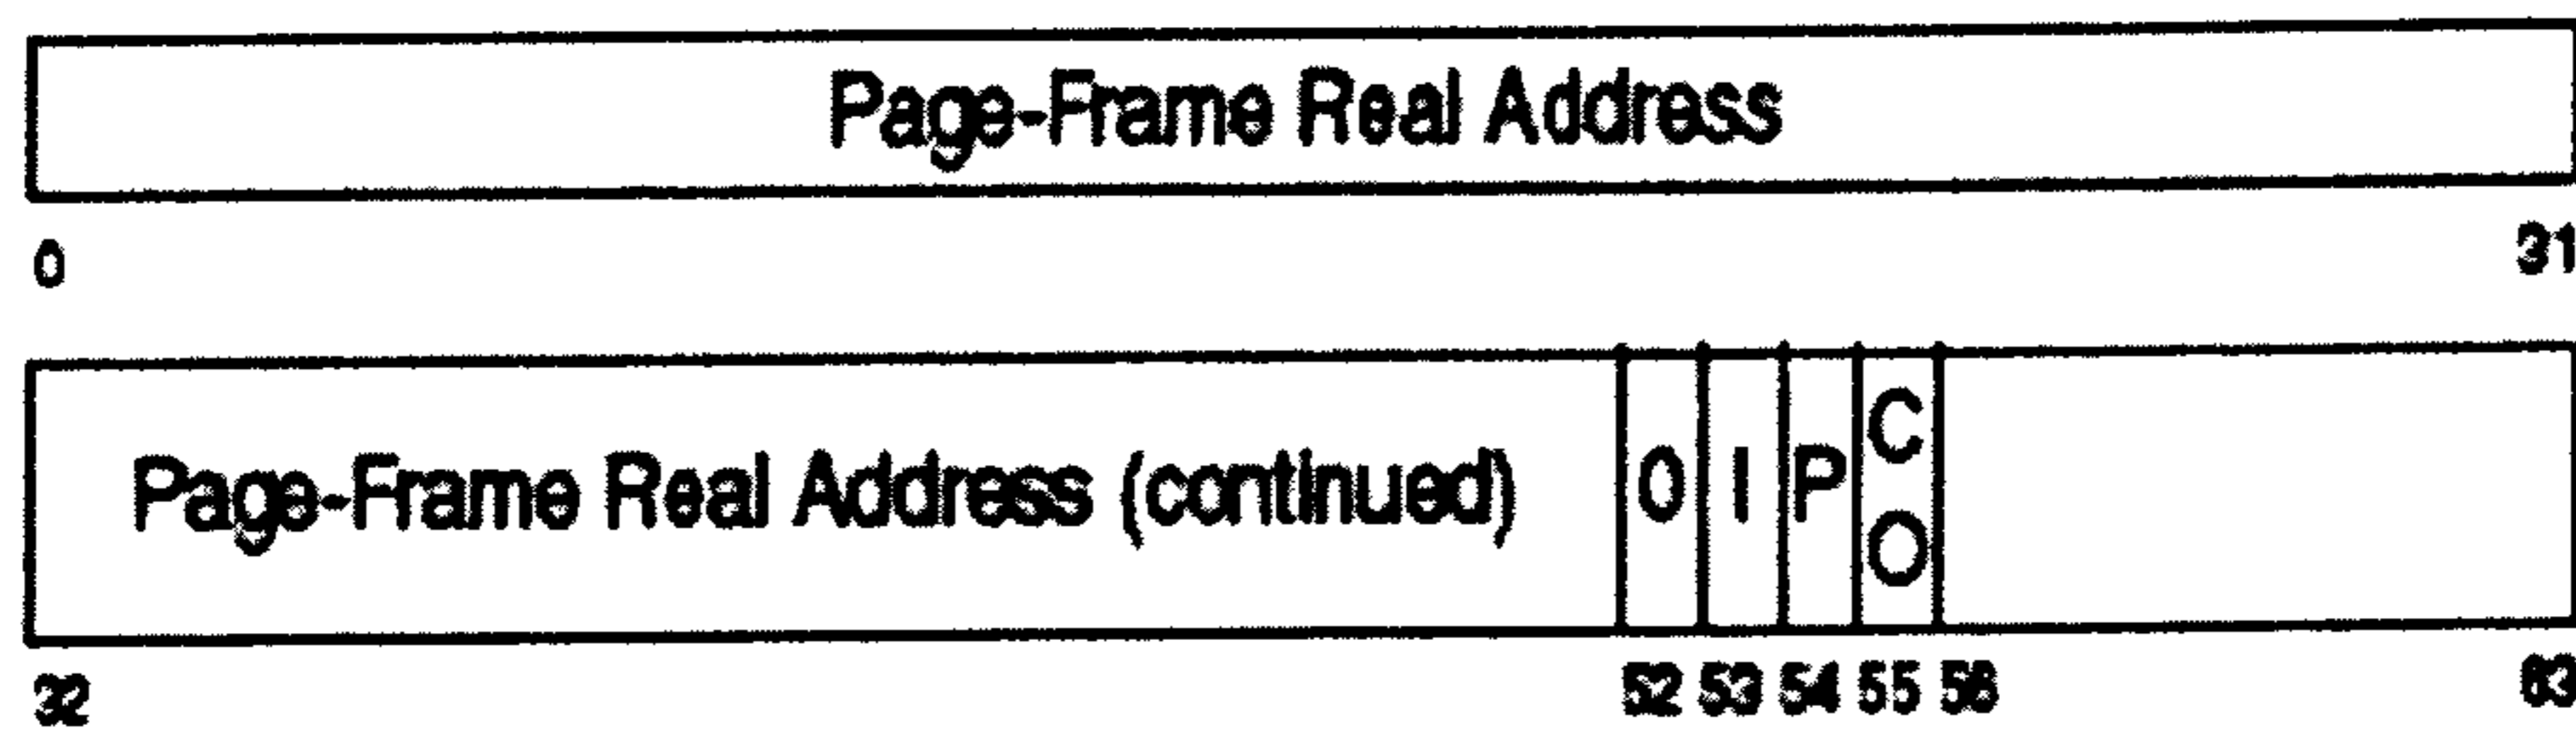 Page-Frame Real Address
0 31
Page-Frame Real Address (continued) 0 I P C O
32 52 53 54 55 56 63